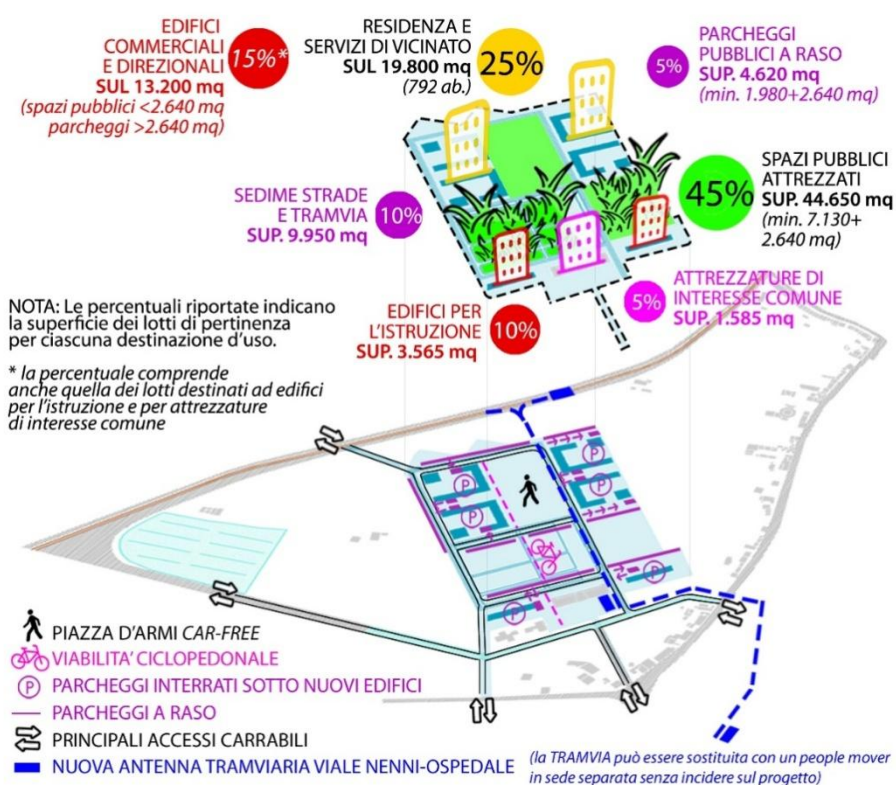 EDIFICI
COMMERCIALI
E DIREZIONALI
SUL 13.200 mq
(spazi pubblici <2.640 mq
parcheggi >2.640 mq)
15%*
RESIDENZA E
SERVIZI DI VICINATO
SUL 19.800 mq
(792 ab.)
25%
5%
PARCHEGGI
PUBBLICI A RASO
SUP. 4.620 mq
(min. 1.980+2.640 mq)
45%
SPAZI PUBBLICI
ATTREZZATI
SUP. 44.650 mq
(min. 7.130+
2.640 mq)
SEDIME STRADE
E TRAMVIA
SUP. 9.950 mq
10%
5%
ATTREZZATURE DI
INTERESSE COMUNE
SUP. 1.585 mq
EDIFICI PER
L'ISTRUZIONE
SUP. 3.565 mq
10%
NOTA: Le percentuali riportate indicano
la superficie dei lotti di pertinenza
per ciascuna destinazione d'uso.
* la percentuale comprende
anche quella dei lotti destinati ad edifici
per l'istruzione e per attrezzature
di interesse comune
P
P
P
P
P
P
PIAZZA D'ARMI CAR-FREE
VIABILITA' CICLOPEDONALE
P PARCHEGGI INTERRATI SOTTO NUOVI EDIFICI
PARCHEGGI A RASO
PRINCIPALI ACCESSI CARRABILI
NUOVA ANTENNA TRAMVIARIA VIALE NENNI-OSPEDALE
(la TRAMVIA può essere sostituita con un people mover
in sede separata senza incidere sul progetto)